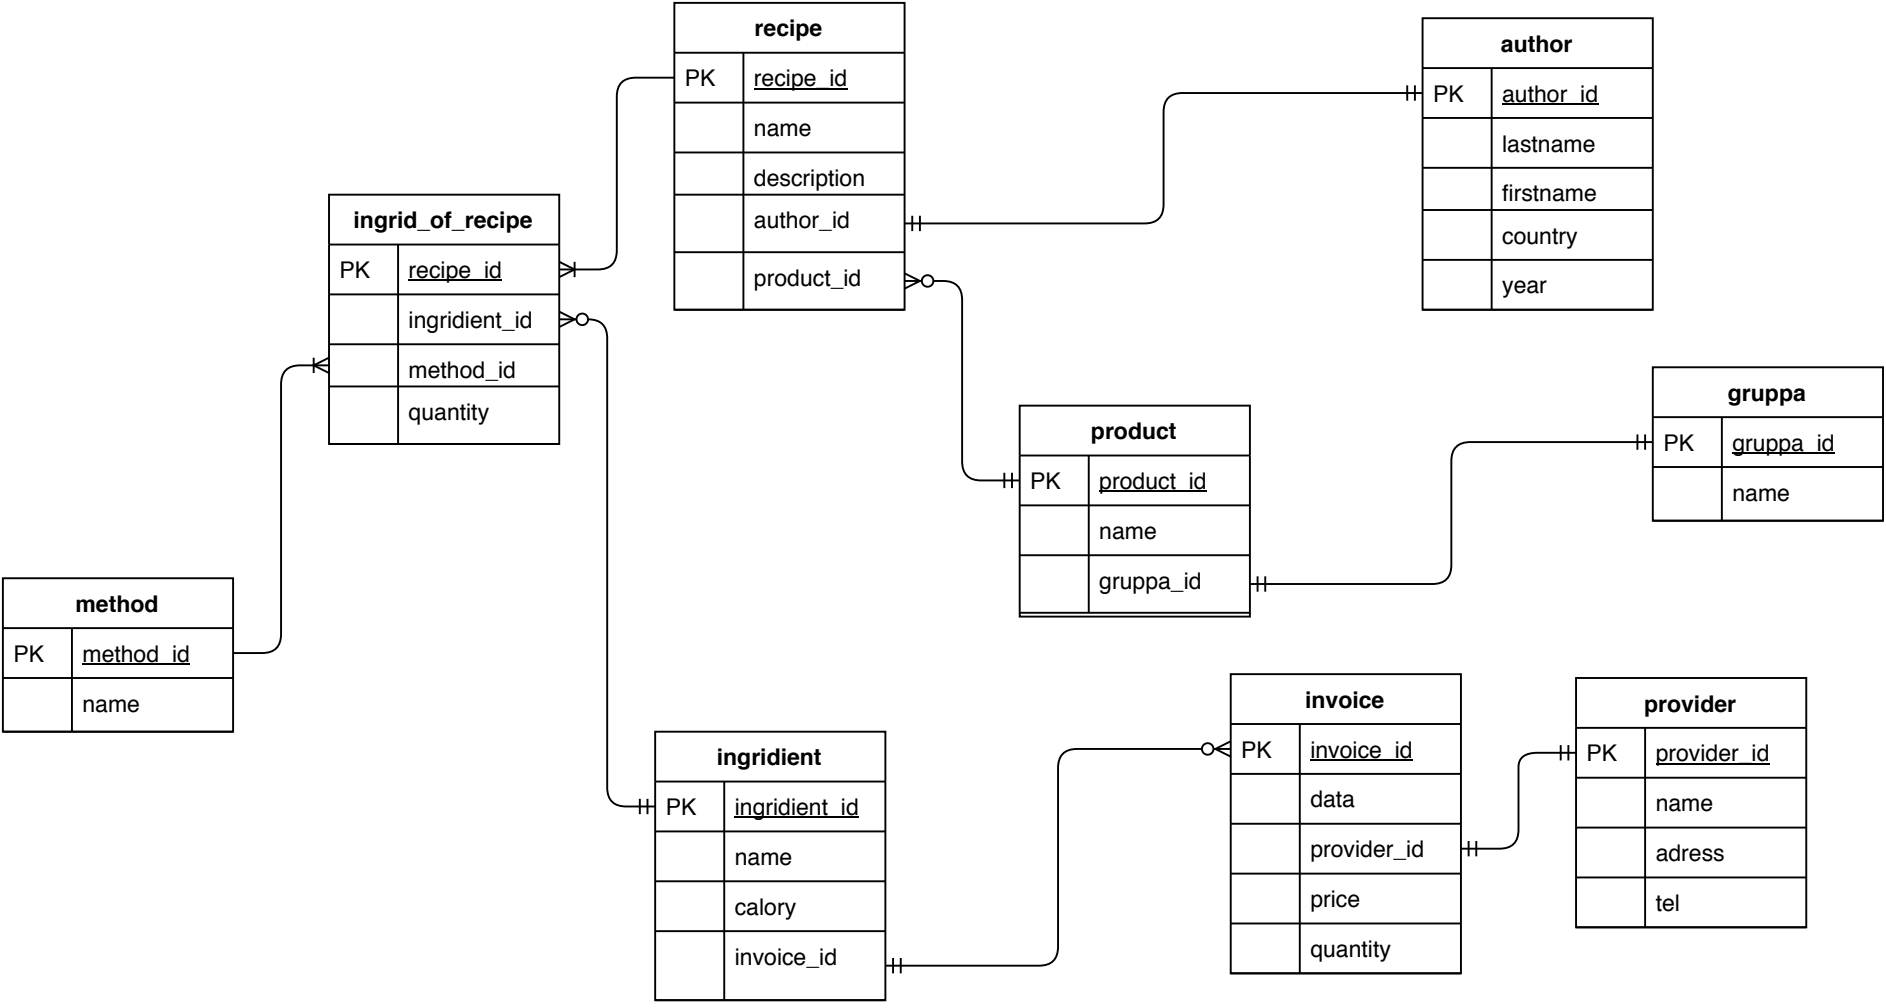 recipe
PK recipe_id
name
description
author_id
product_id
author
PK author_id
lastname
firstname
country
year
ingrid_of_recipe
PK recipe_id
ingridient_id
method_id
quantity
gruppa
PK gruppa_id
name
product
PK product_id
name
gruppa_id
method
PK method_id
name
ingridient
PK ingridient_id
name
calory
invoice_id
invoice
PK invoice_id
data
provider_id
price
quantity
provider
PK provider_id
name
adress
tel